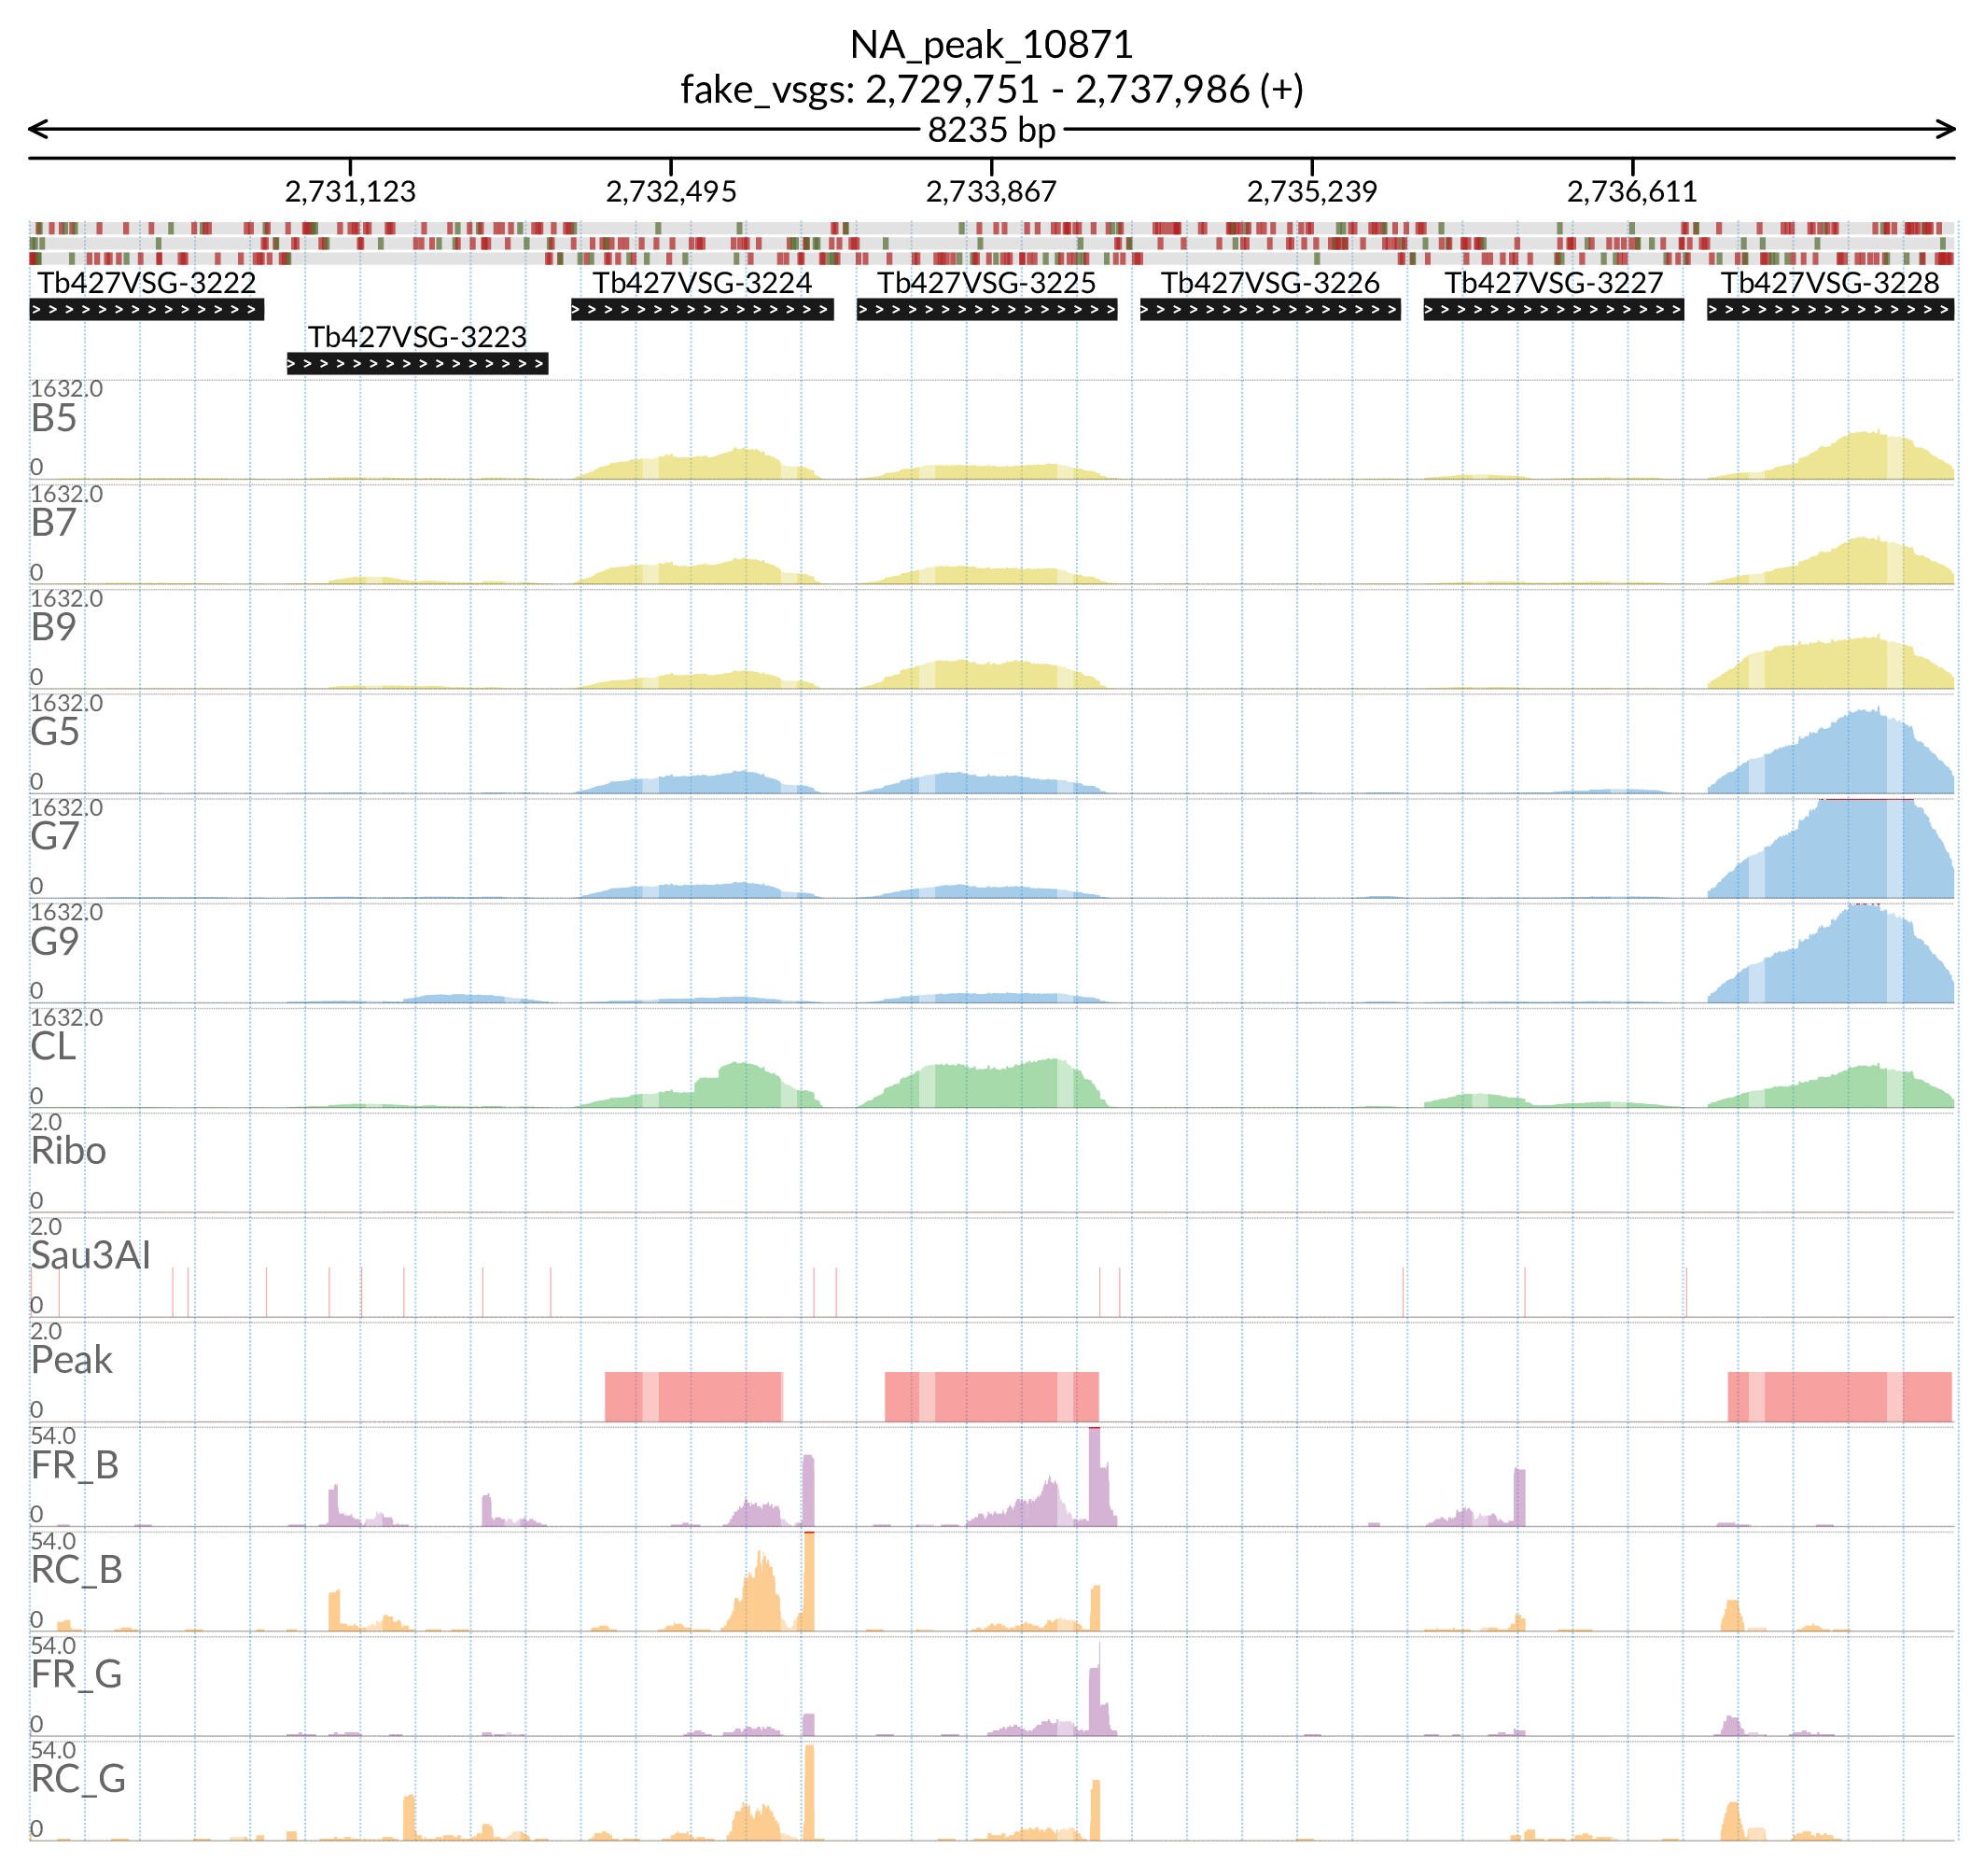 NA_peak_10871
fake_vsgs: 2,729,751 - 2,737,986 (+)
8235 bp
2,731,123 2,732,495 2,733,867 2,735,239 2,736,611
Tb427VSG-3222 Tb427VSG-3224 Tb427VSG-3225 Tb427VSG-3226 Tb427VSG-3227 Tb427VSG-3228
Tb427VSG-3223
1632.0
B5
0
1632.0
B7
0
1632.0
B9
0
1632.0
G5
0
1632.0
G7
0
1632.0
G9
0
1632.0
CL
0
2.0
Ribo
0
2.0
Sau3AI
0
2.0
Peak
0
54.0
FR_B
0
54.0
RC_B
0
54.0
FR_G
0
54.0
RC_G
0